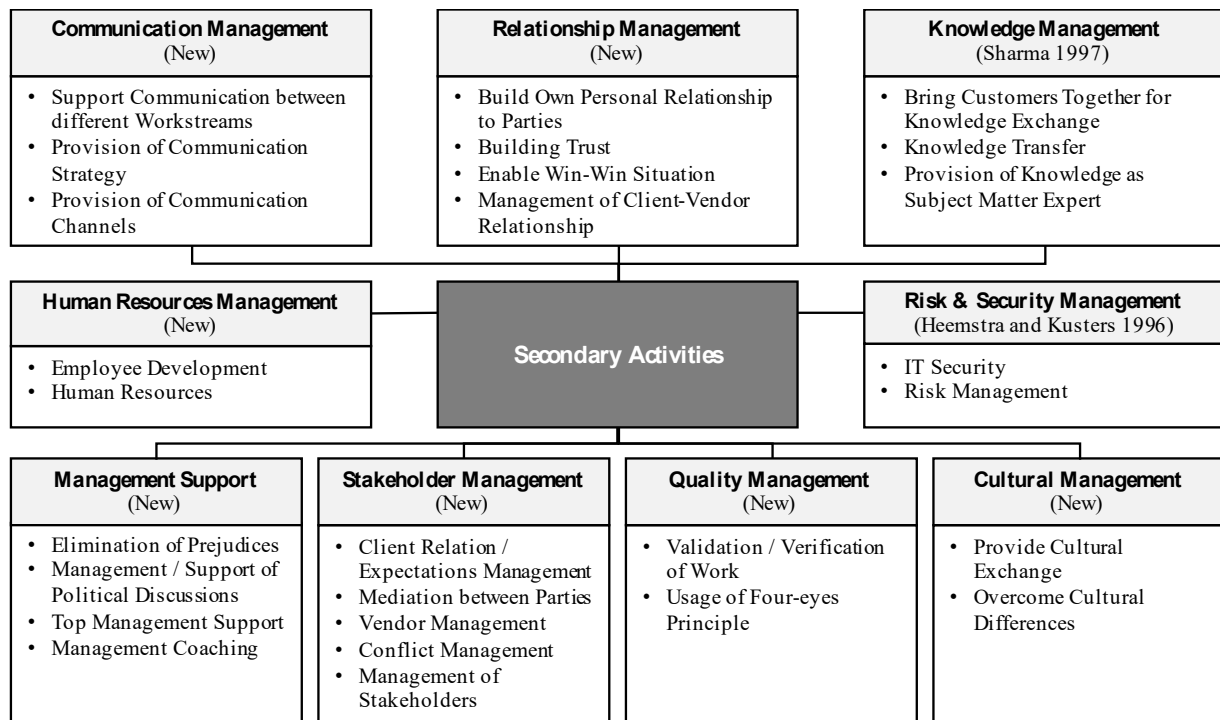 Communication Management
(New)
• Support Communication between
different Workstreams
• Provision of Communication
Strategy
• Provision of Communication
Channels
Relationship Management
(New)
• Build Own Personal Relationship
to Parties
• Building Trust
• Enable Win-Win Situation
• Management of Client-Vendor
Relationship
Knowledge Management
(Sharma 1997)
• Bring Customers Together for
Knowledge Exchange
• Knowledge Transfer
• Provision of Knowledge as
Subject Matter Expert
Human Resources Management
(New)
• Employee Development
• Human Resources
Secondary Activities
Risk & Security Management
(Heemstra and Kusters 1996)
• IT Security
• Risk Management
Management Support
(New)
• Elimination of Prejudices
• Management / Support of
Political Discussions
• Top Management Support
• Management Coaching
Stakeholder Management
(New)
• Client Relation /
Expectations Management
• Mediation between Parties
• Vendor Management
• Conflict Management
• Management of
Stakeholders
Quality Management
(New)
• Validation / Verification
of Work
• Usage of Four-eyes
Principle
Cultural Management
(New)
• Provide Cultural
Exchange
• Overcome Cultural
Differences